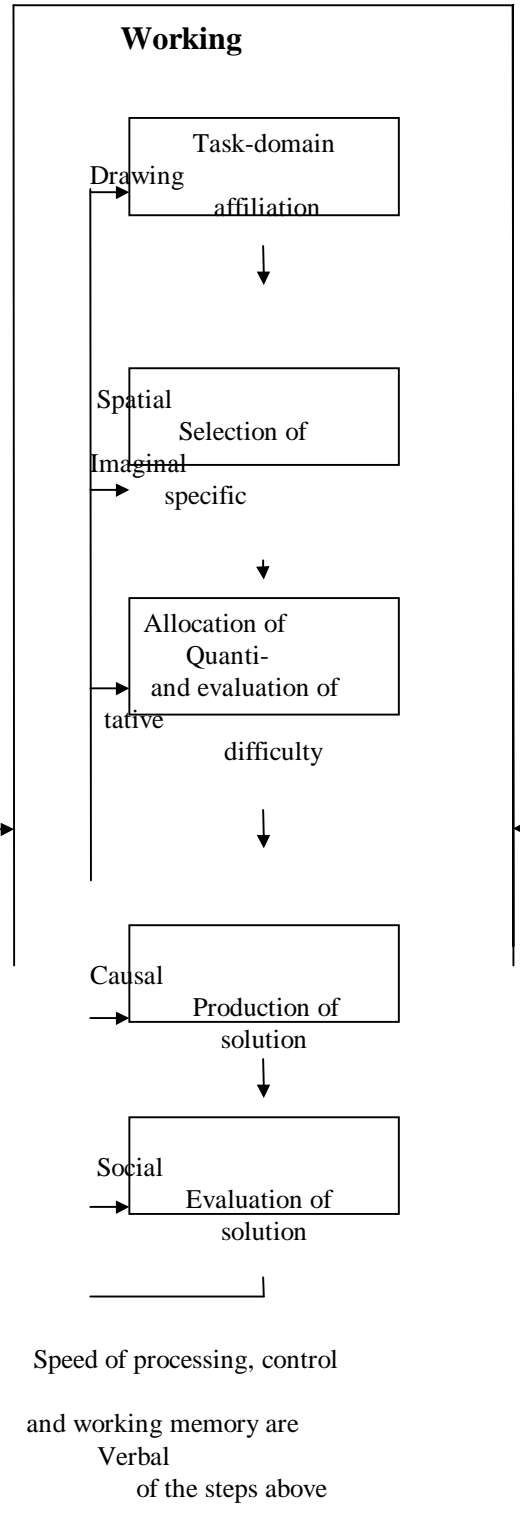 Working
Task-domain
Drawing
affiliation
Spatial
Selection of
Imaginal
specific
Allocation of
Quanti-
and evaluation of
tative
difficulty
Causal
Production of
solution
Social
Evaluation of
solution
Speed of processing, control
and working memory are
Verbal
of the steps above